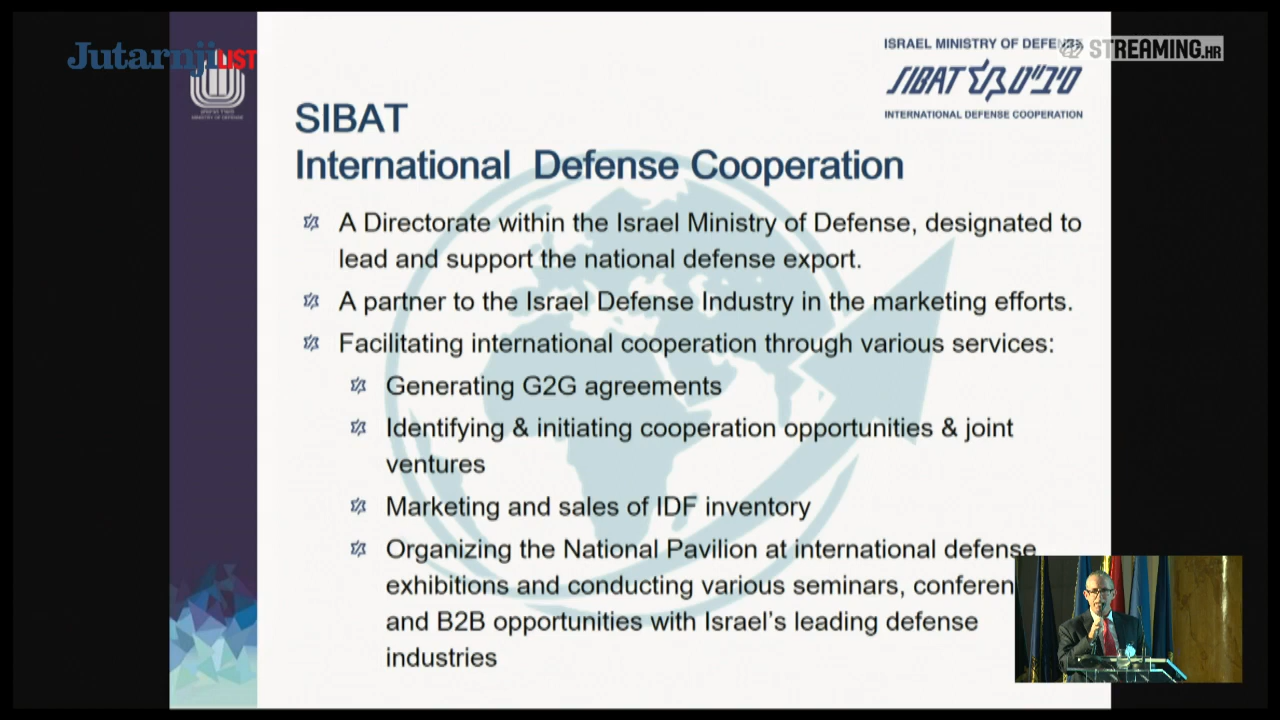 JutarnjiLIST
ISRAEL MINISTRY OF DEFENSE
STREAMING.HR
SIBAT סיב״ט
INTERNATIONAL DEFENSE COOPERATION
MINISTRY OF DEFENSE
SIBAT
International Defense Cooperation
A Directorate within the Israel Ministry of Defense, designated to
lead and support the national defense export.
A partner to the Israel Defense Industry in the marketing efforts.
Facilitating international cooperation through various services:
Generating G2G agreements
Identifying & initiating cooperation opportunities & joint
ventures
Marketing and sales of IDF inventory
Organizing the National Pavilion at international defense
exhibitions and conducting various seminars, conferen
and B2B opportunities with Israel's leading defense
industries